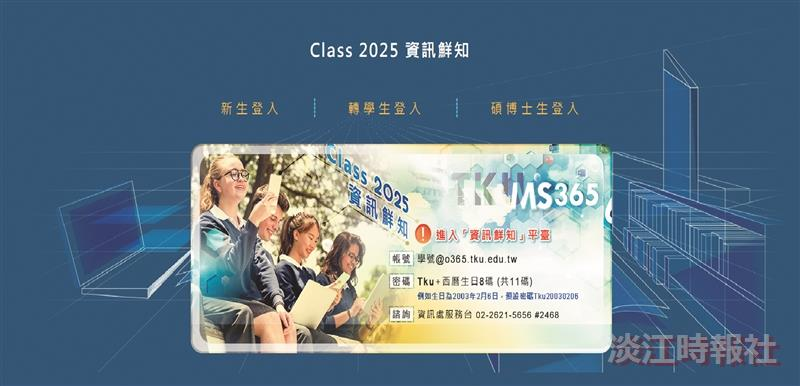 Class 2025 資訊鮮知
新生登入
轉學生登入
碩博士生登入
Class 2025
資訊鮮知
TKU MS365
! 進入「資訊鮮知」平臺
帳號 學號@o365.tku.edu.tw
密碼 Tku+西曆生日8碼 (共11碼)
例如生日為2003年2月6日，預設密碼Tku20030206
諮詢 資訊處服務台 02-2621-5656 #2468
淡江時報社